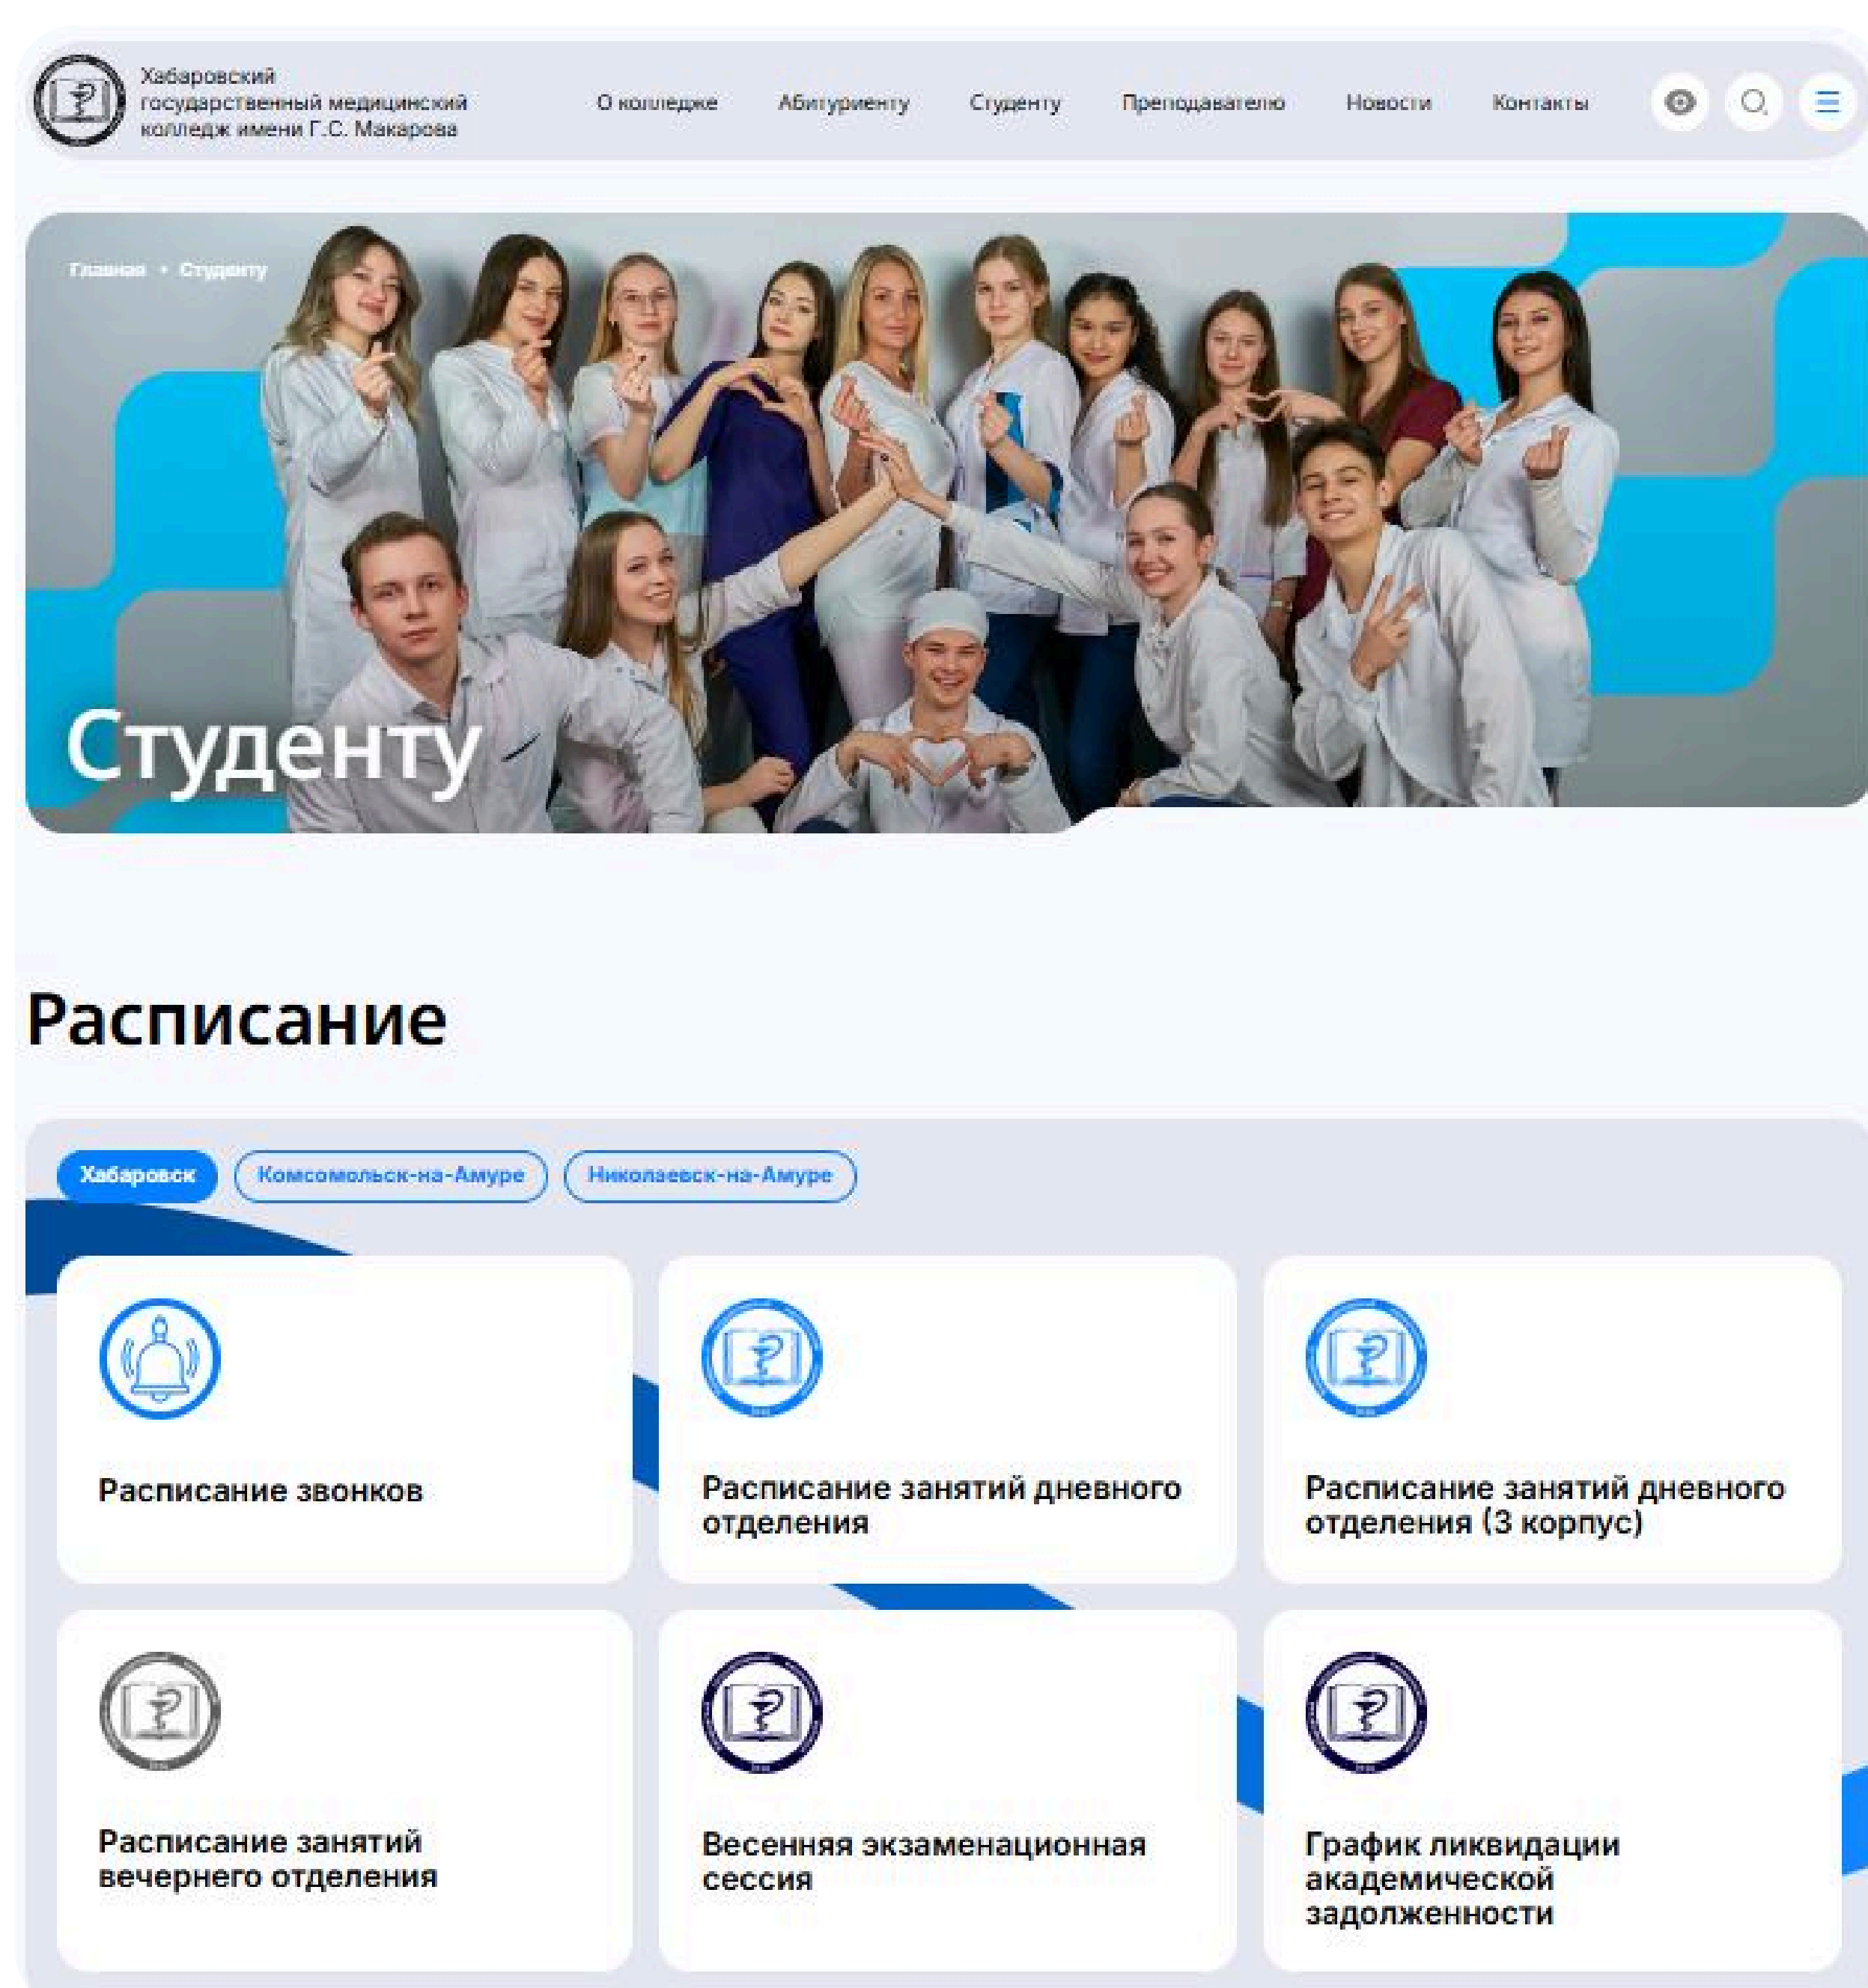 Хабаровский
государственный медицинский
колледж имени Г.С. Макарова
О колледже
Абитуриенту
Студенту
Преподавателю
Новости
Контакты
Главная • Студенту
Студенту
Расписание
Хабаровск
Комсомольск-на-Амуре
Николаевск-на-Амуре
Расписание звонков
Расписание занятий дневного
отделения
Расписание занятий дневного
отделения (3 корпус)
Расписание занятий
вечернего отделения
Весенняя экзаменационная
сессия
График ликвидации
академической
задолженности